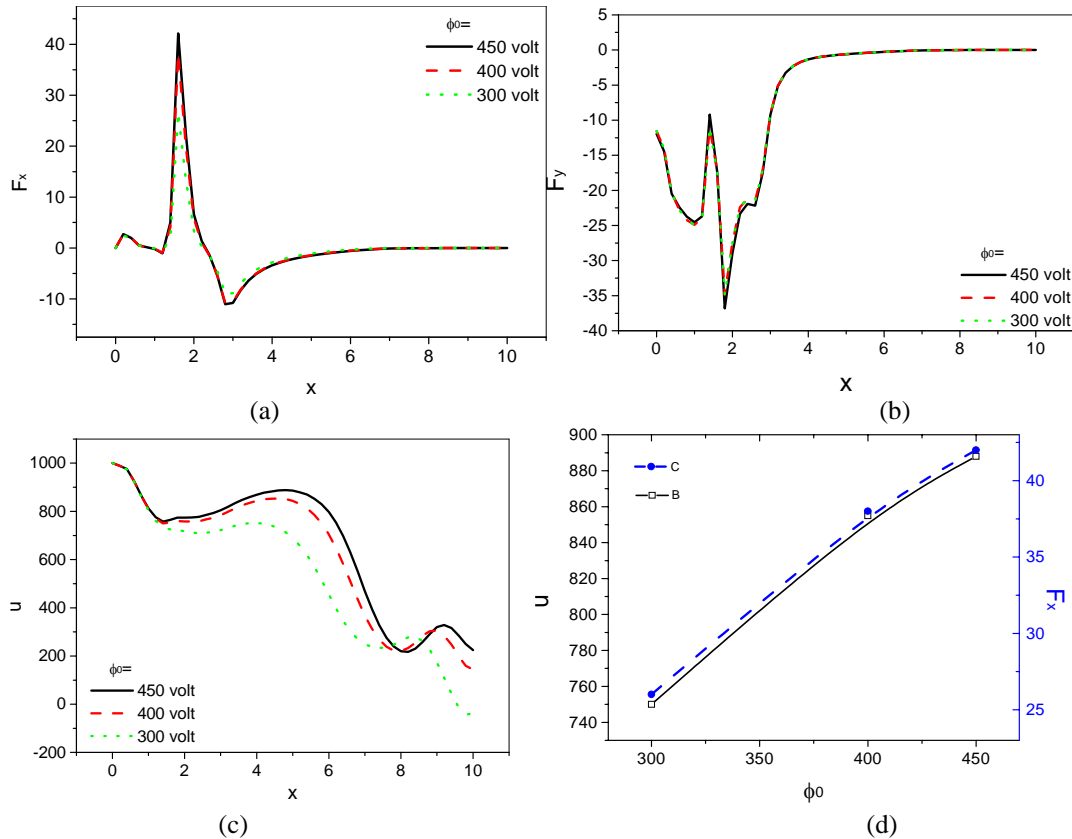 40
30
20
10
0
-10
0
2
4
6
8
10
Fx
x
ϕ0=
450 volt
400 volt
300 volt
(a)
5
0
-5
-10
-15
-20
-25
-30
-35
-40
0
2
4
6
8
10
Fy
x
ϕ0=
450 volt
400 volt
300 volt
(b)
1000
800
600
400
200
0
-200
0
2
4
6
8
10
u
x
ϕ0=
450 volt
400 volt
300 volt
(c)
900
880
860
840
820
800
780
760
740
300
350
400
450
u
ϕ0
C
B
40
35
30
25
Fx
(d)